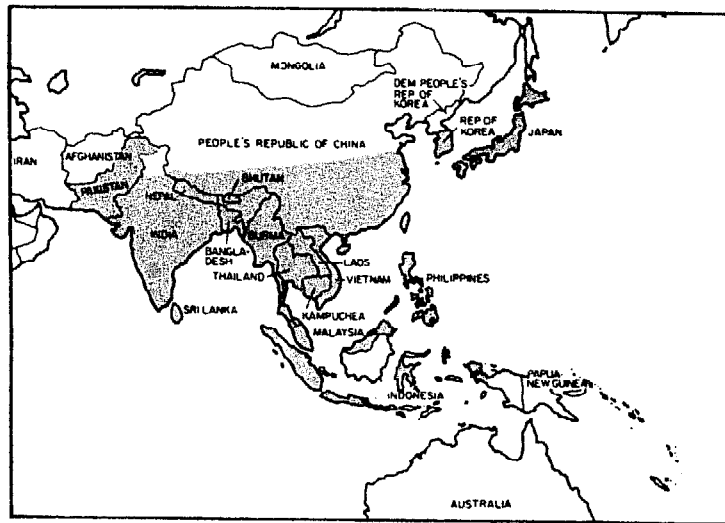 MONGOLIA
DEM PEOPLE'S
REP OF
KOREA
REP OF
KOREA
JAPAN
PEOPLE'S REPUBLIC OF CHINA
IRAN
AFGHANISTAN
PAKISTAN
NEPAL
BHUTAN
INDIA
BURMA
BANGLA-
DESH
LAOS
THAILAND
VIETNAM
PHILIPPINES
SRI LANKA
KAMPUCHEA
MALAYSIA
PAPUA
NEW GUINEA
INDONESIA
AUSTRALIA